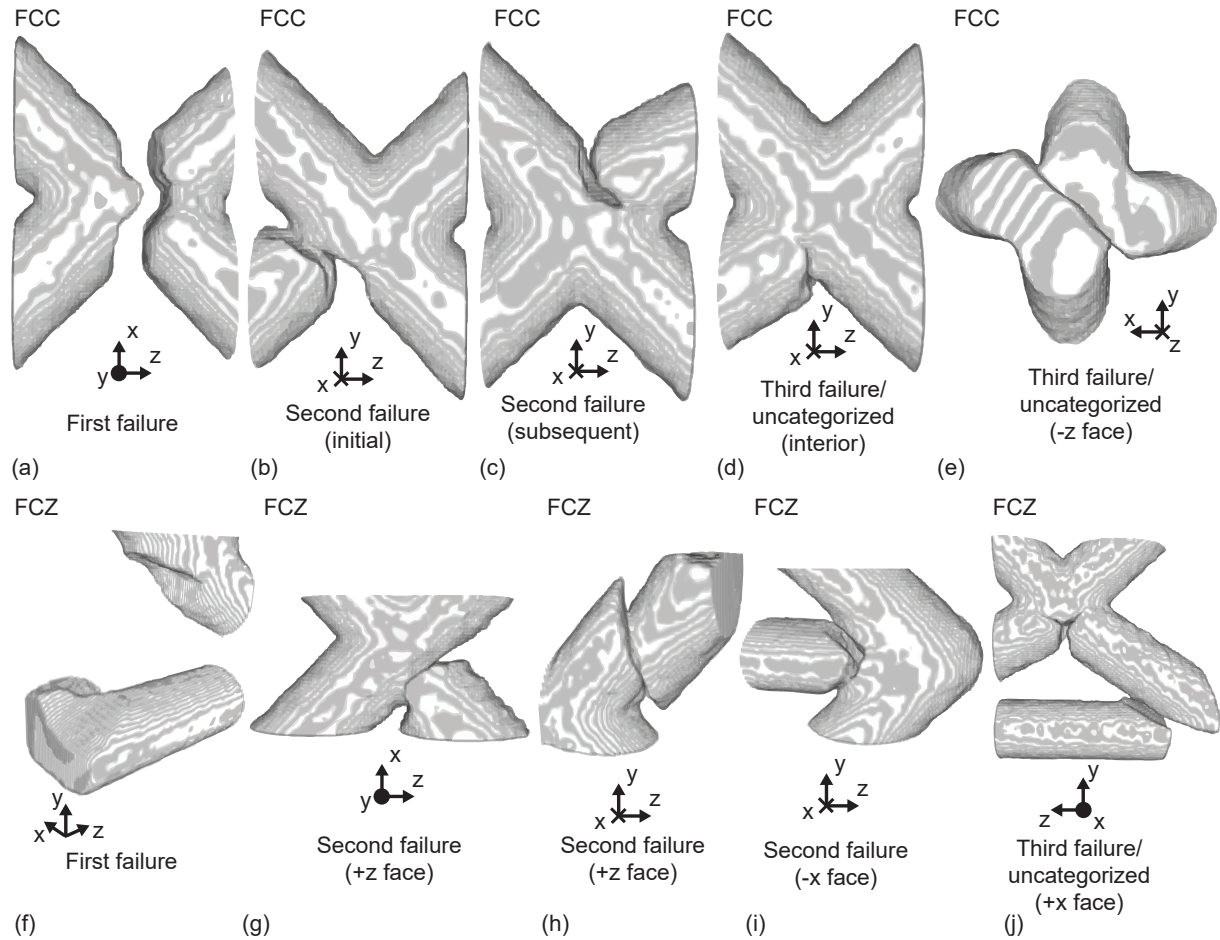 FCC
FCC
FCC
FCC
FCC
x
y
z
First failure
(a)
y
x
z
Second failure
(initial)
(b)
y
x
z
Second failure
(subsequent)
(c)
y
x
z
Third failure/
uncategorized
(interior)
(d)
y
x
z
Third failure/
uncategorized
(-z face)
(e)
FCZ
FCZ
FCZ
FCZ
FCZ
y
x
z
First failure
(f)
x
y
z
Second failure
(+z face)
(g)
y
x
z
Second failure
(+z face)
(h)
y
x
z
Second failure
(-x face)
(i)
y
z
x
Third failure/
uncategorized
(+x face)
(j)